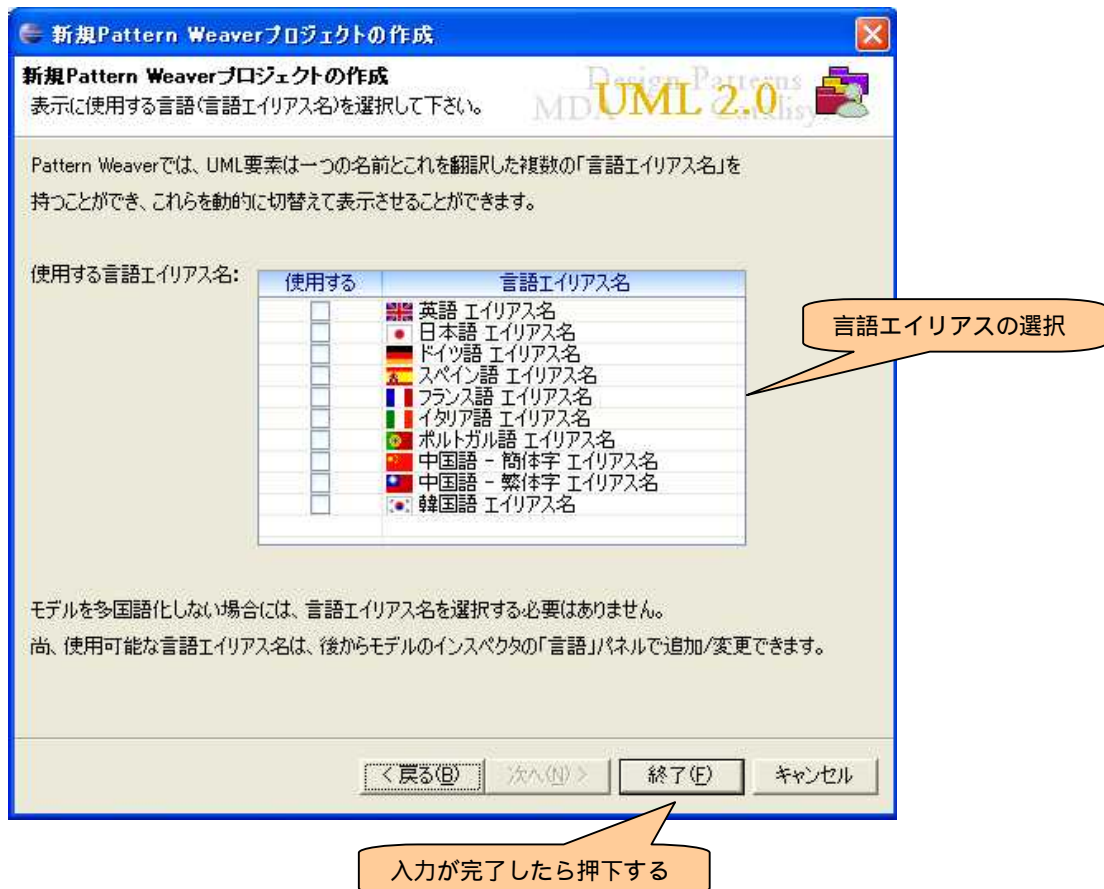 新規Pattern Weaverプロジェクトの作成
新規Pattern Weaverプロジェクトの作成
表示に使用する言語(言語エイリアス名)を選択して下さい。
Design Patterns
MDA UML 2.0
Pattern Weaverでは、UML要素は一つの名前とこれを翻訳した複数の「言語エイリアス名」を
持つことができ、これらを動的に切替えて表示させることができます。
使用する言語エイリアス名:
使用する 言語エイリアス名
英語 エイリアス名
日本語 エイリアス名
ドイツ語 エイリアス名
スペイン語 エイリアス名
フランス語 エイリアス名
イタリア語 エイリアス名
ポルトガル語 エイリアス名
中国語 - 簡体字 エイリアス名
中国語 - 繁体字 エイリアス名
韓国語 エイリアス名
言語エイリアスの選択
モデルを多国語化しない場合には、言語エイリアス名を選択する必要はありません。
尚、使用可能な言語エイリアス名は、後からモデルのインスペクタの「言語」パネルで追加/変更できます。
< 戻る(B) 次へ(N) > 終了(F) キャンセル
入力が完了したら押下する